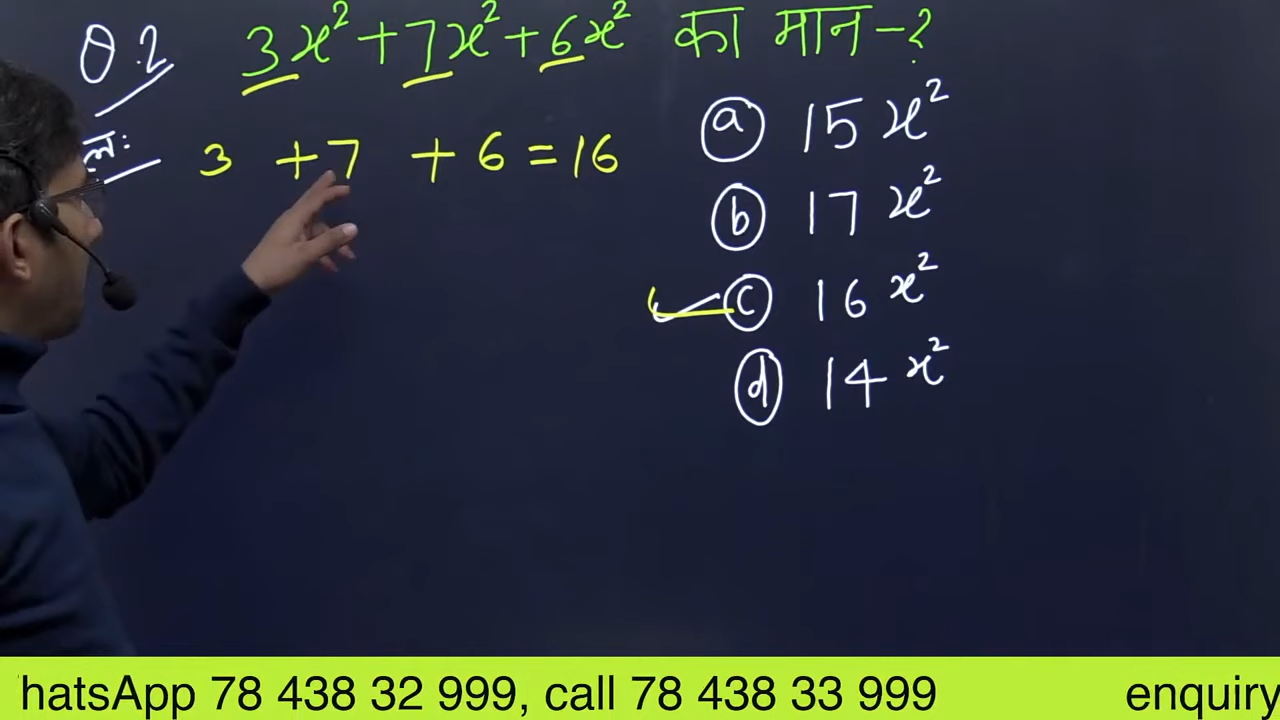 Q.2 3x² + 7x² + 6x² का मान - ?
ल:
3 + 7 + 6 = 16
ⓐ 15x²
ⓑ 17x²
ⓒ 16x²
ⓓ 14x²
hatsApp 78 438 32 999, call 78 438 33 999 enquiry